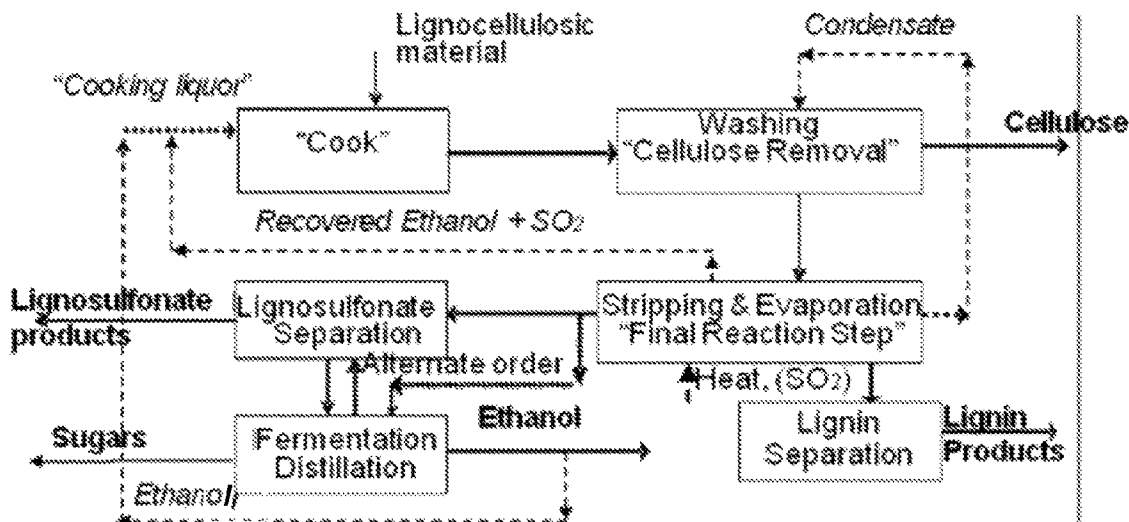 Lignocellulosic
material
Condensate
“Cooking liquor”
“Cook”
Washing
“Cellulose Removal”
Cellulose
Recovered Ethanol + SO2
Lignosulfonate
products
Lignosulfonate
Separation
Stripping & Evaporation
“Final Reaction Step”
Alternate order
Heat, (SO2)
Sugars
Fermentation
Distillation
Ethanol
Lignin
Separation
Lignin
Products
Ethanol